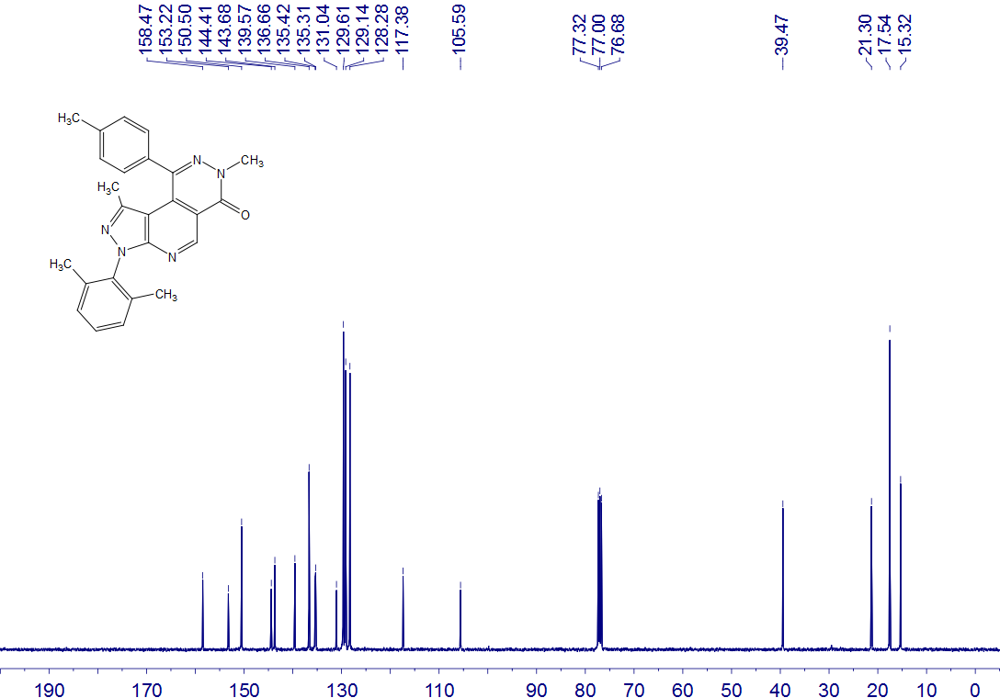 158.47
153.22
150.50
144.41
143.68
139.57
136.66
135.42
135.31
131.04
129.61
129.14
128.28
117.38
105.59
77.32
77.00
76.68
39.47
21.30
17.54
15.32
H₃C
N
N
CH₃
H₃C
O
N
N
N
H₃C
CH₃
190 170 150 130 110 90 80 70 60 50 40 30 20 10 0